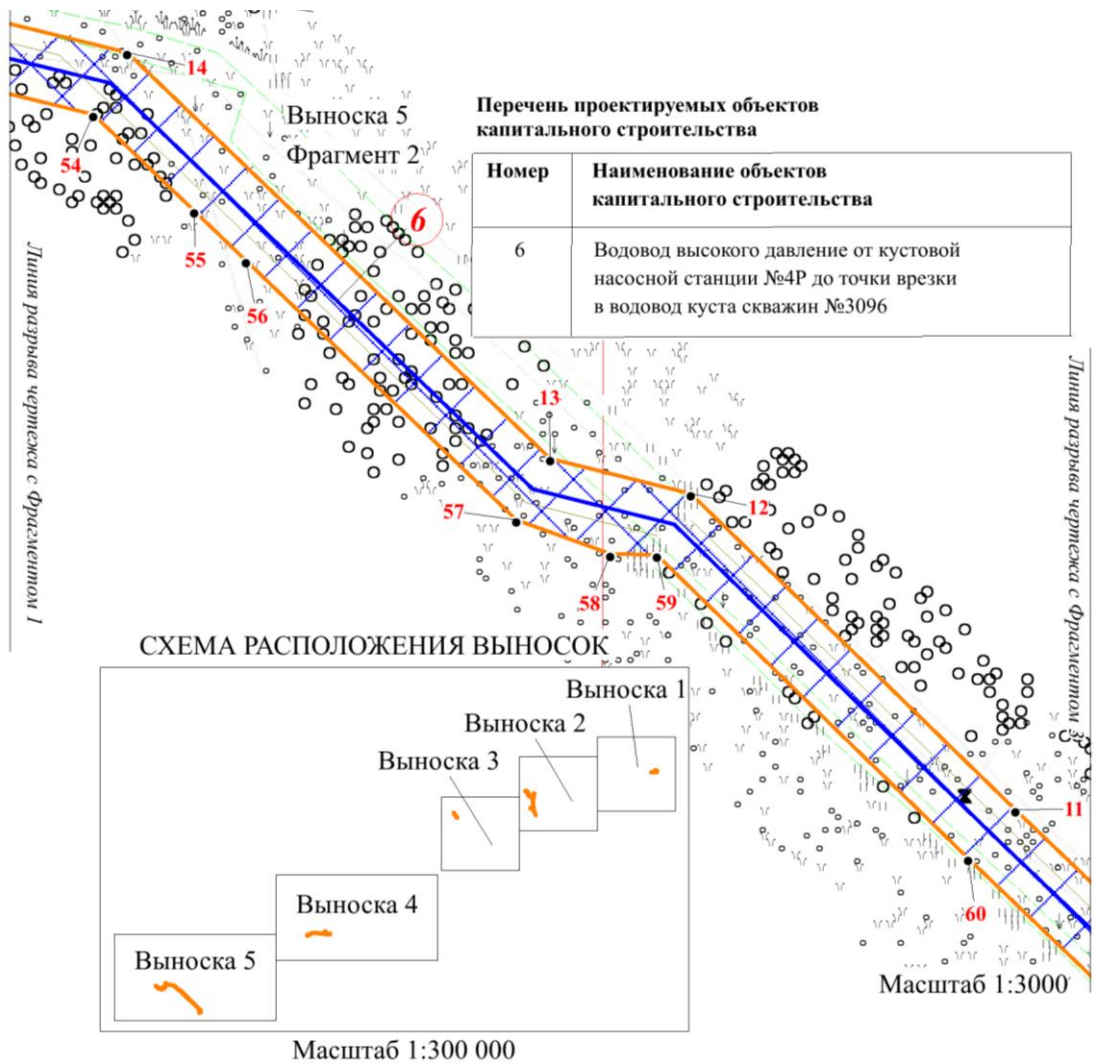 14
Выноска 5
Фрагмент 2
Перечень проектируемых объектов
капитального строительства
Номер
Наименование объектов
капитального строительства
6
Водовод высокого давление от кустовой
насосной станции №4Р до точки врезки
в водовод куста скважин №3096
54
55
56
6
Линия разрыва чертежа с Фрагментом 1
Линия разрыва чертежа с Фрагментом 3
13
12
57
58
59
11
60
СХЕМА РАСПОЛОЖЕНИЯ ВЫНОСОК
Выноска 1
Выноска 2
Выноска 3
Выноска 4
Выноска 5
Масштаб 1:3000
Масштаб 1:300 000